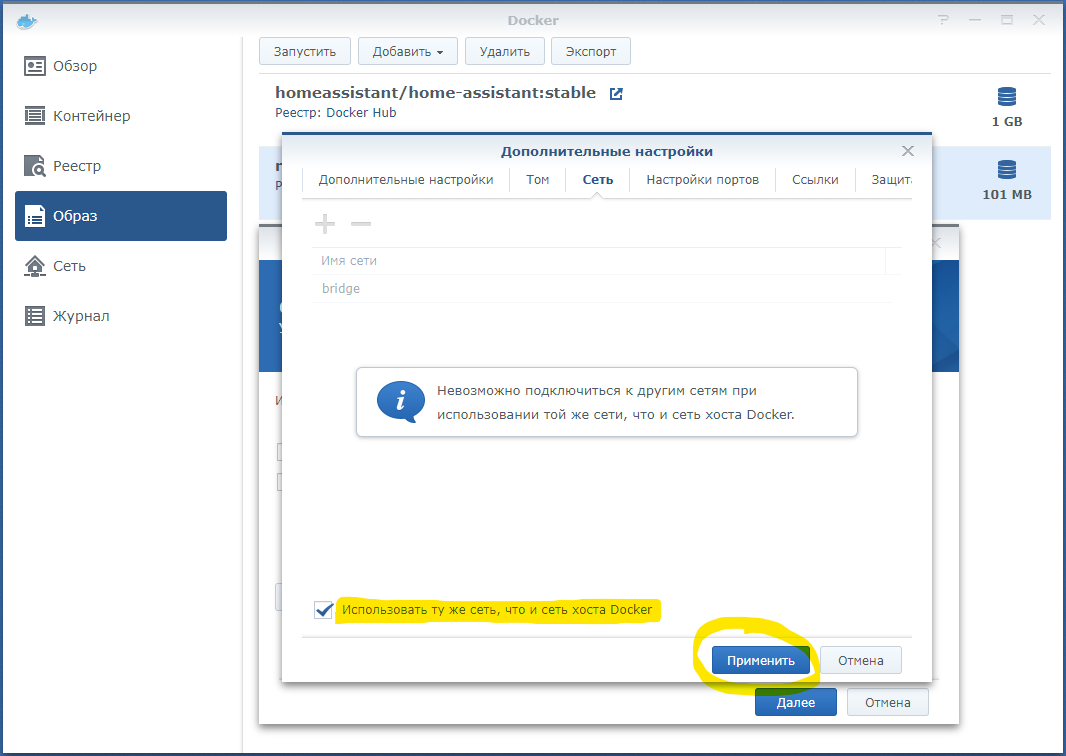 Docker
Обзор
Контейнер
Реестр
Образ
Сеть
Журнал
Запустить
Добавить
Удалить
Экспорт
homeassistant/home-assistant:stable
Реестр: Docker Hub
1 GB
101 MB
Дополнительные настройки
Дополнительные настройки
Том
Сеть
Настройки портов
Ссылки
Защит
Имя сети
bridge
Невозможно подключиться к другим сетям при
использовании той же сети, что и сеть хоста Docker.
Использовать ту же сеть, что и сеть хоста Docker
Применить
Отмена
Далее
Отмена